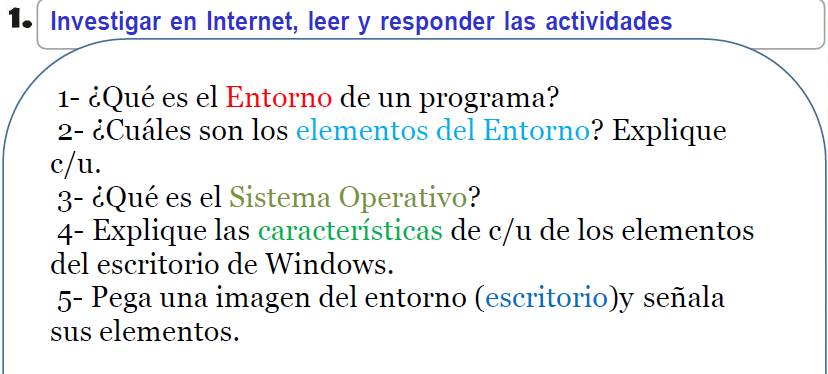 1. Investigar en Internet, leer y responder las actividades
1- ¿Qué es el Entorno de un programa?
2- ¿Cuáles son los elementos del Entorno? Explique
c/u.
3- ¿Qué es el Sistema Operativo?
4- Explique las características de c/u de los elementos
del escritorio de Windows.
5- Pega una imagen del entorno (escritorio)y señala
sus elementos.